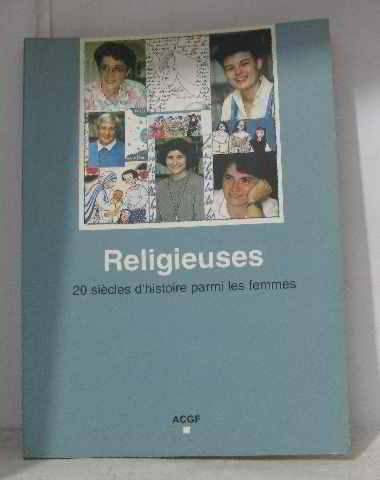 Religieuses
20 siècles d'histoire parmi les femmes
ACGF